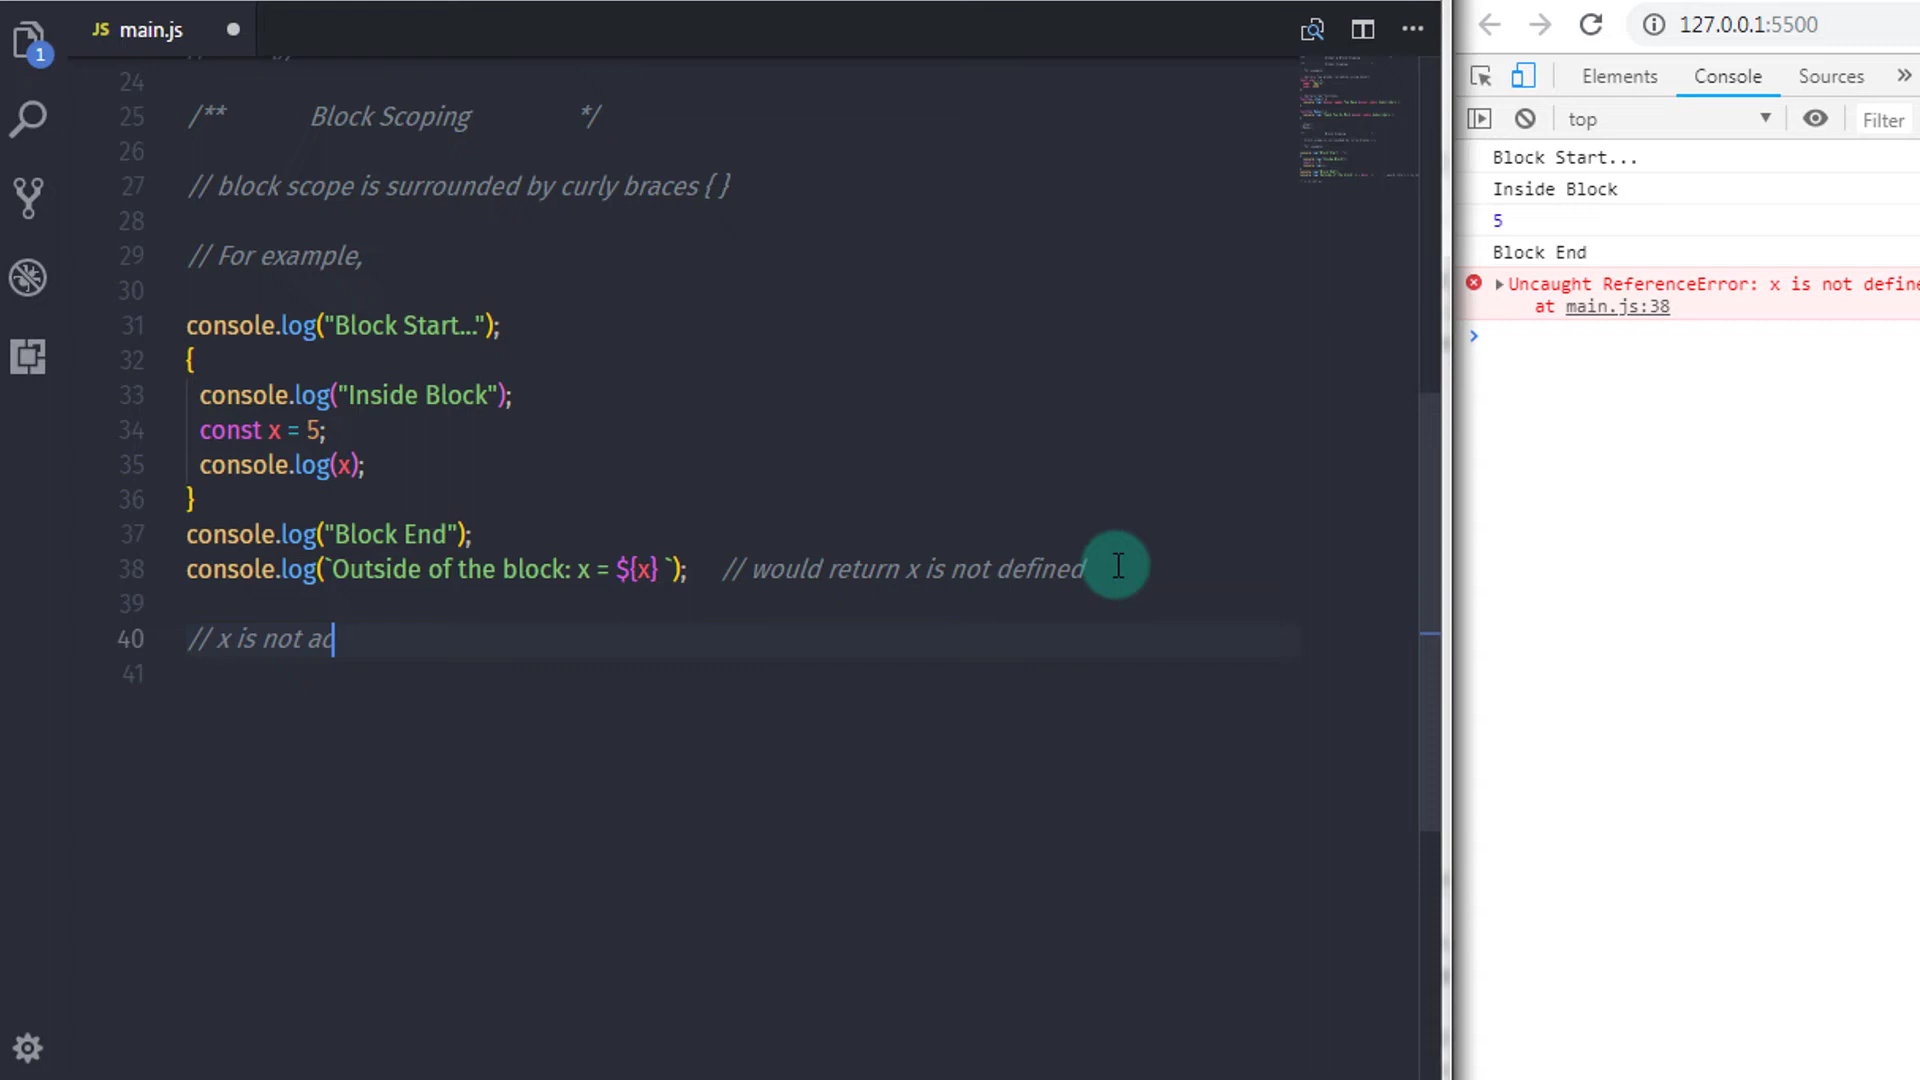 JS main.js
1
24
25 /** Block Scoping */
26
27 // block scope is surrounded by curly braces { }
28
29 // For example,
30
31 console.log("Block Start...");
32 {
33 console.log("Inside Block");
34 const x = 5;
35 console.log(x);
36 }
37 console.log("Block End");
38 console.log(`Outside of the block: x = ${x} `); // would return x is not defined
39
40 // x is not ac
41
127.0.0.1:5500
Elements Console Sources »
top Filter
Block Start...
Inside Block
5
Block End
Uncaught ReferenceError: x is not define
at main.js:38